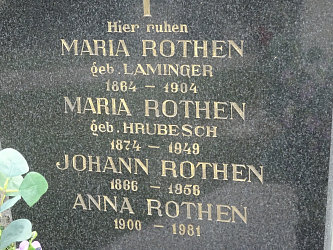 Hier ruhen
MARIA ROTHEN
geb. LAMINGER
1864 - 1904
MARIA ROTHEN
geb. HRUBESCH
1874 - 1949
JOHANN ROTHEN
1866 - 1956
ANNA ROTHEN
1900 - 1981